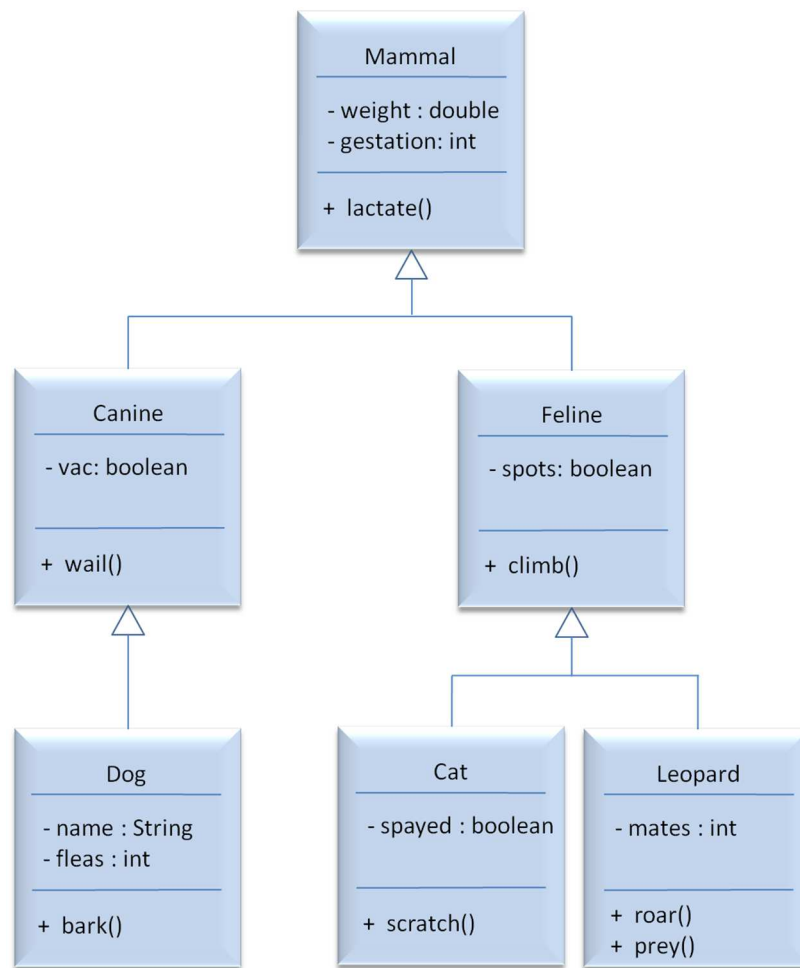 Mammal
- weight : double
- gestation: int
+ lactate()
Canine
- vac: boolean
+ wail()
Feline
- spots: boolean
+ climb()
Dog
- name : String
- fleas : int
+ bark()
Cat
- spayed : boolean
+ scratch()
Leopard
- mates : int
+ roar()
+ prey()